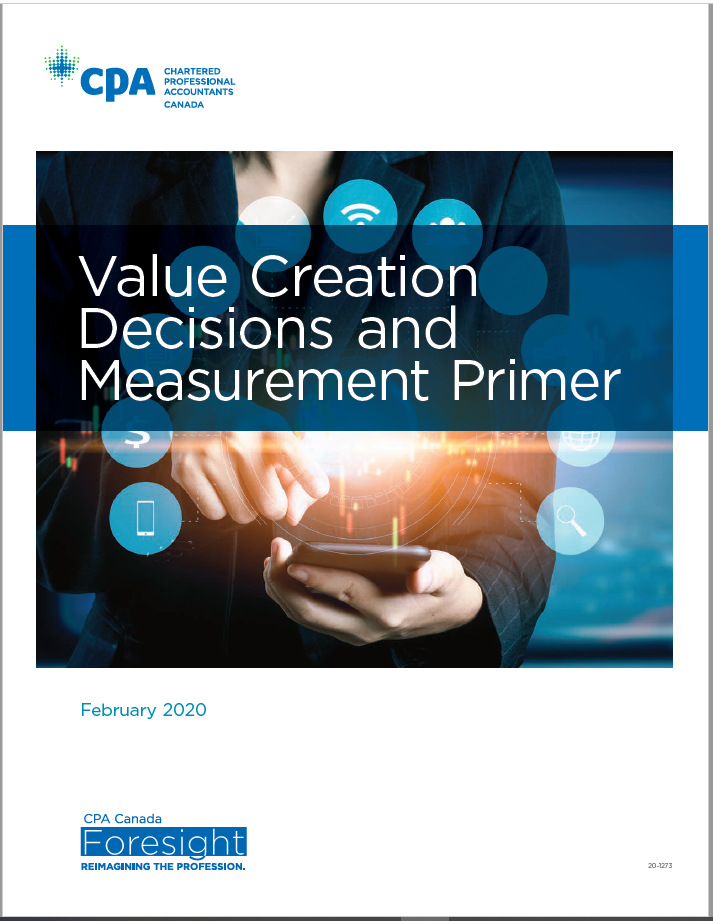 CPA
CHARTERED
PROFESSIONAL
ACCOUNTANTS
CANADA
Value Creation
Decisions and
Measurement Primer
$
February 2020
CPA Canada
Foresight
REIMAGINING THE PROFESSION.
20-1273